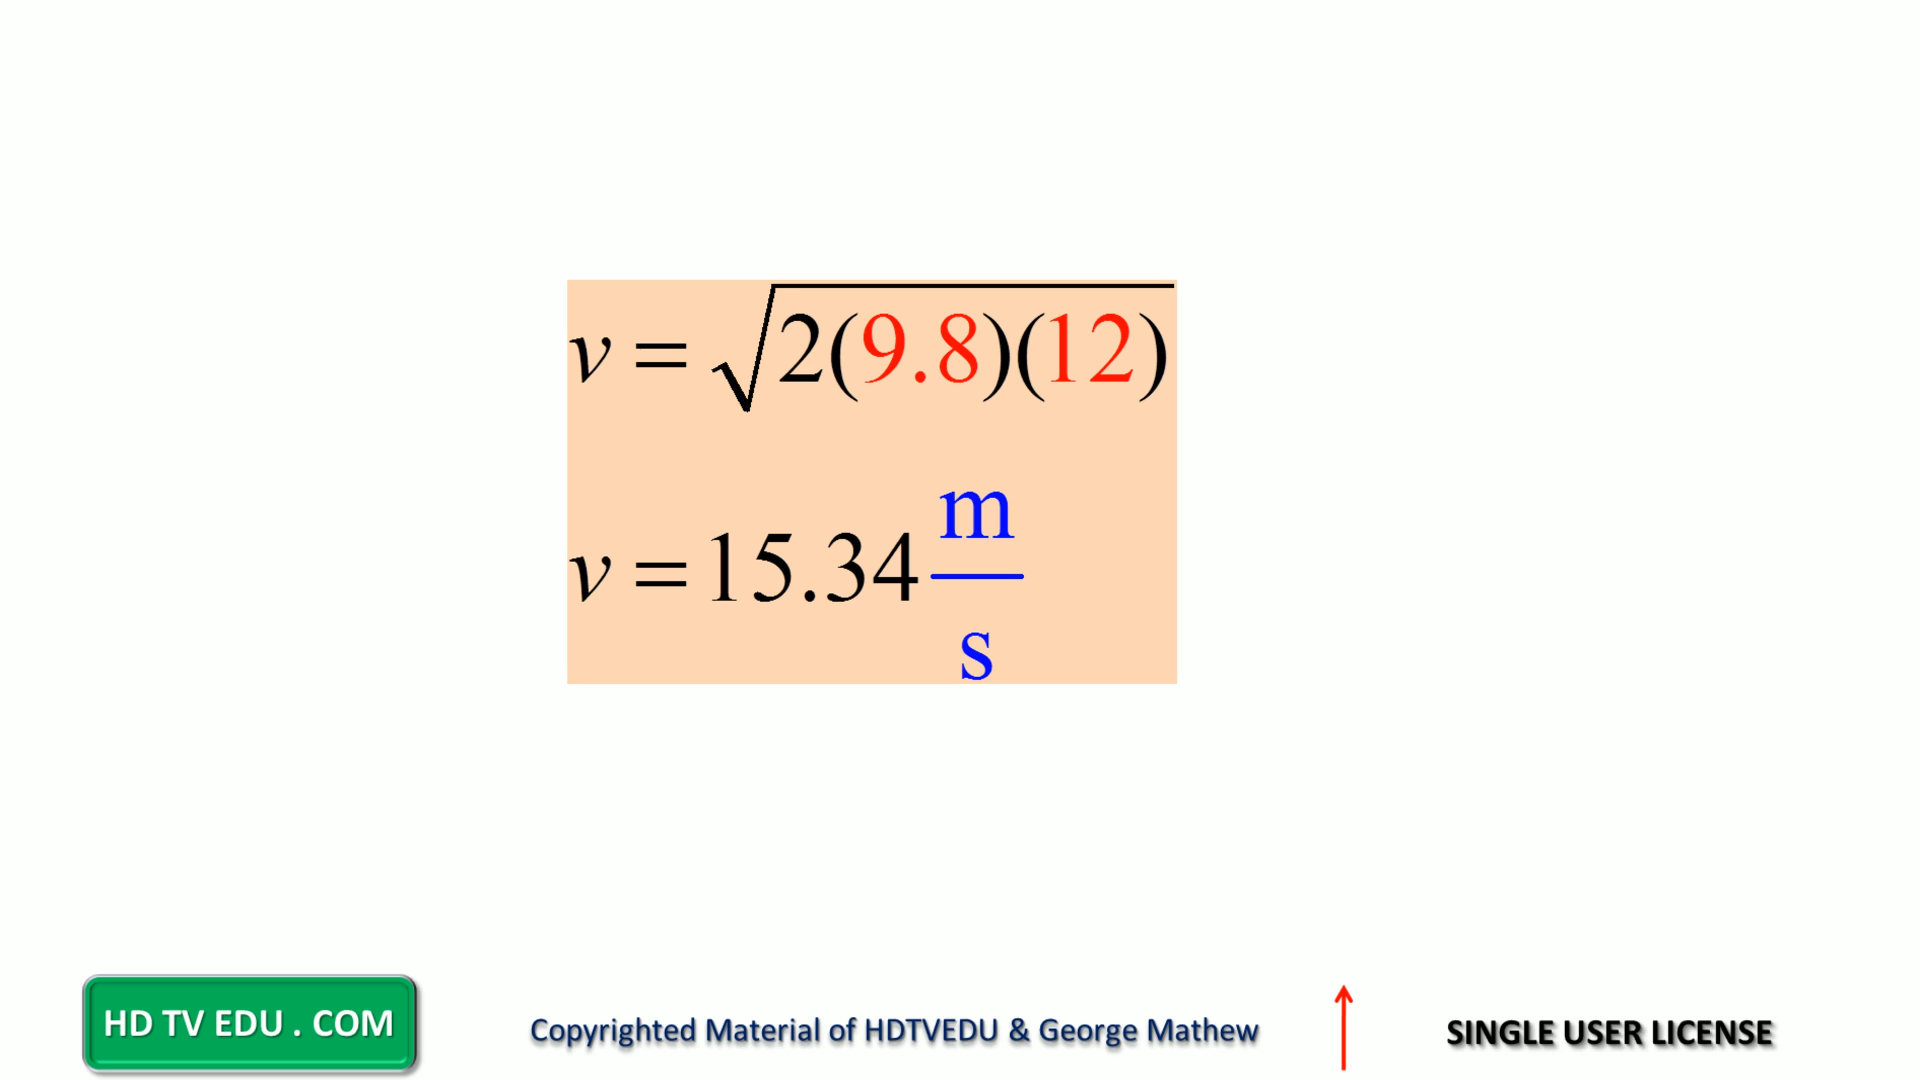 v = √2(9.8)(12)
v = 15.34 m/s
HD TV EDU . COM
Copyrighted Material of HDTVEDU & George Mathew
SINGLE USER LICENSE